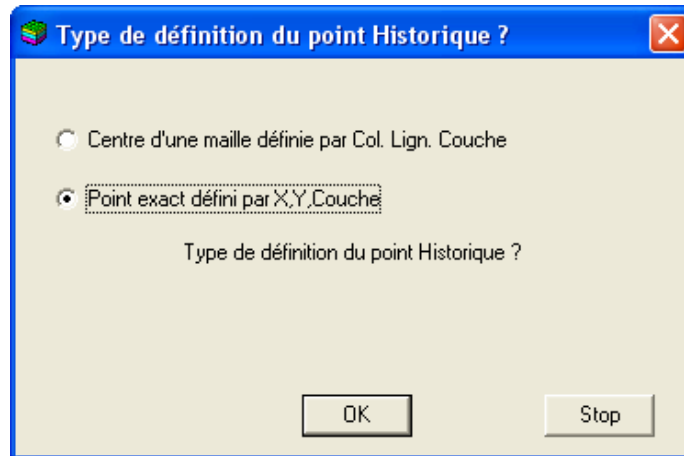 Type de définition du point Historique ?
Centre d'une maille définie par Col. Lign. Couche
Point exact défini par X,Y,Couche
Type de définition du point Historique ?
OK
Stop